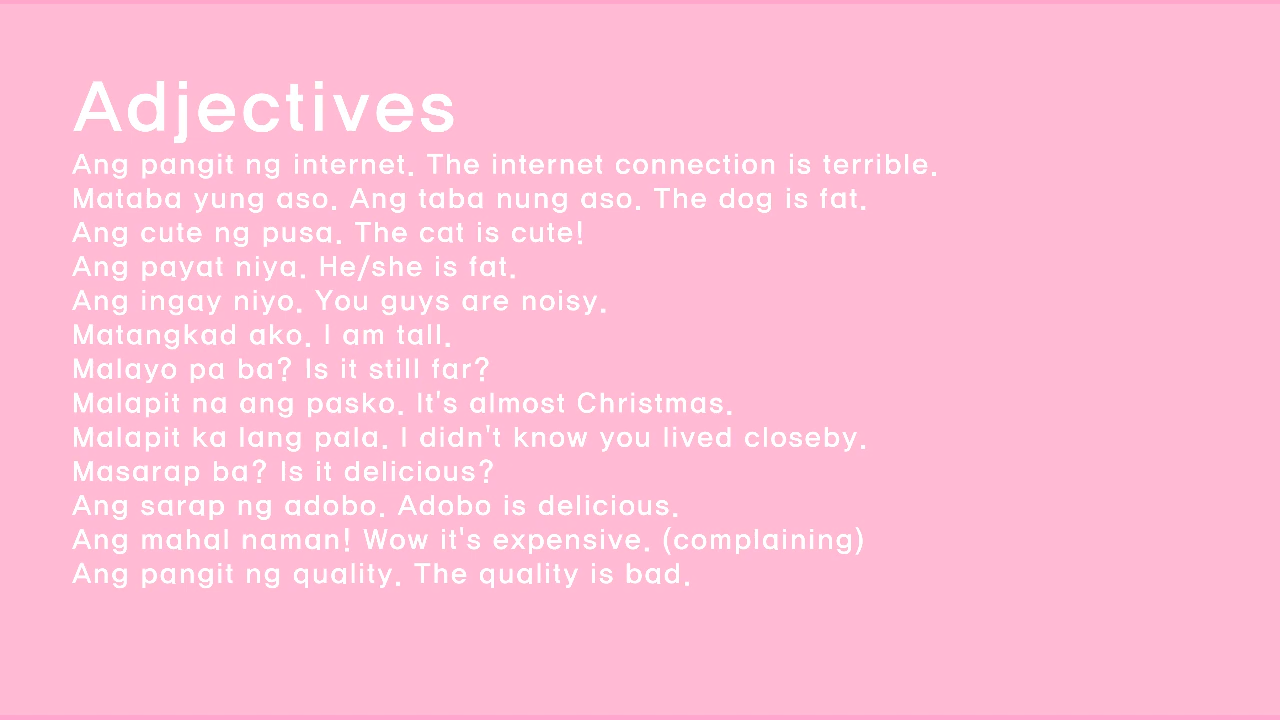 Adjectives
Ang pangit ng internet. The internet connection is terrible.
Mataba yung aso. Ang taba nung aso. The dog is fat.
Ang cute ng pusa. The cat is cute!
Ang payat niya. He/she is fat.
Ang ingay niyo. You guys are noisy.
Matangkad ako. I am tall.
Malayo pa ba? Is it still far?
Malapit na ang pasko. It's almost Christmas.
Malapit ka lang pala. I didn't know you lived closeby.
Masarap ba? Is it delicious?
Ang sarap ng adobo. Adobo is delicious.
Ang mahal naman! Wow it's expensive. (complaining)
Ang pangit ng quality. The quality is bad.